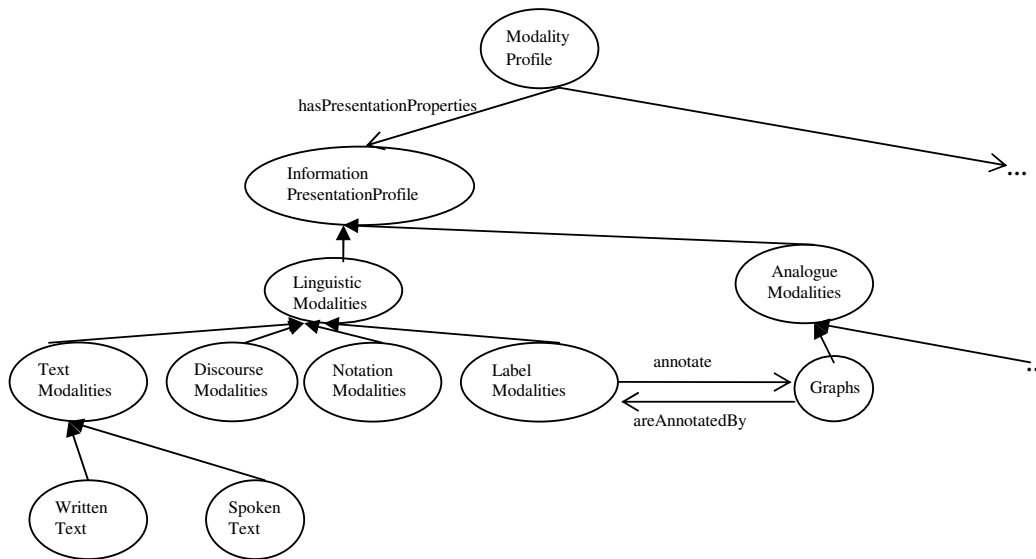 Modality
Profile
hasPresentationProperties
...
Information
PresentationProfile
Linguistic
Modalities
Analogue
Modalities
Text
Modalities
Discourse
Modalities
Notation
Modalities
Label
Modalities
annotate
areAnnotatedBy
Graphs
..
Written
Text
Spoken
Text